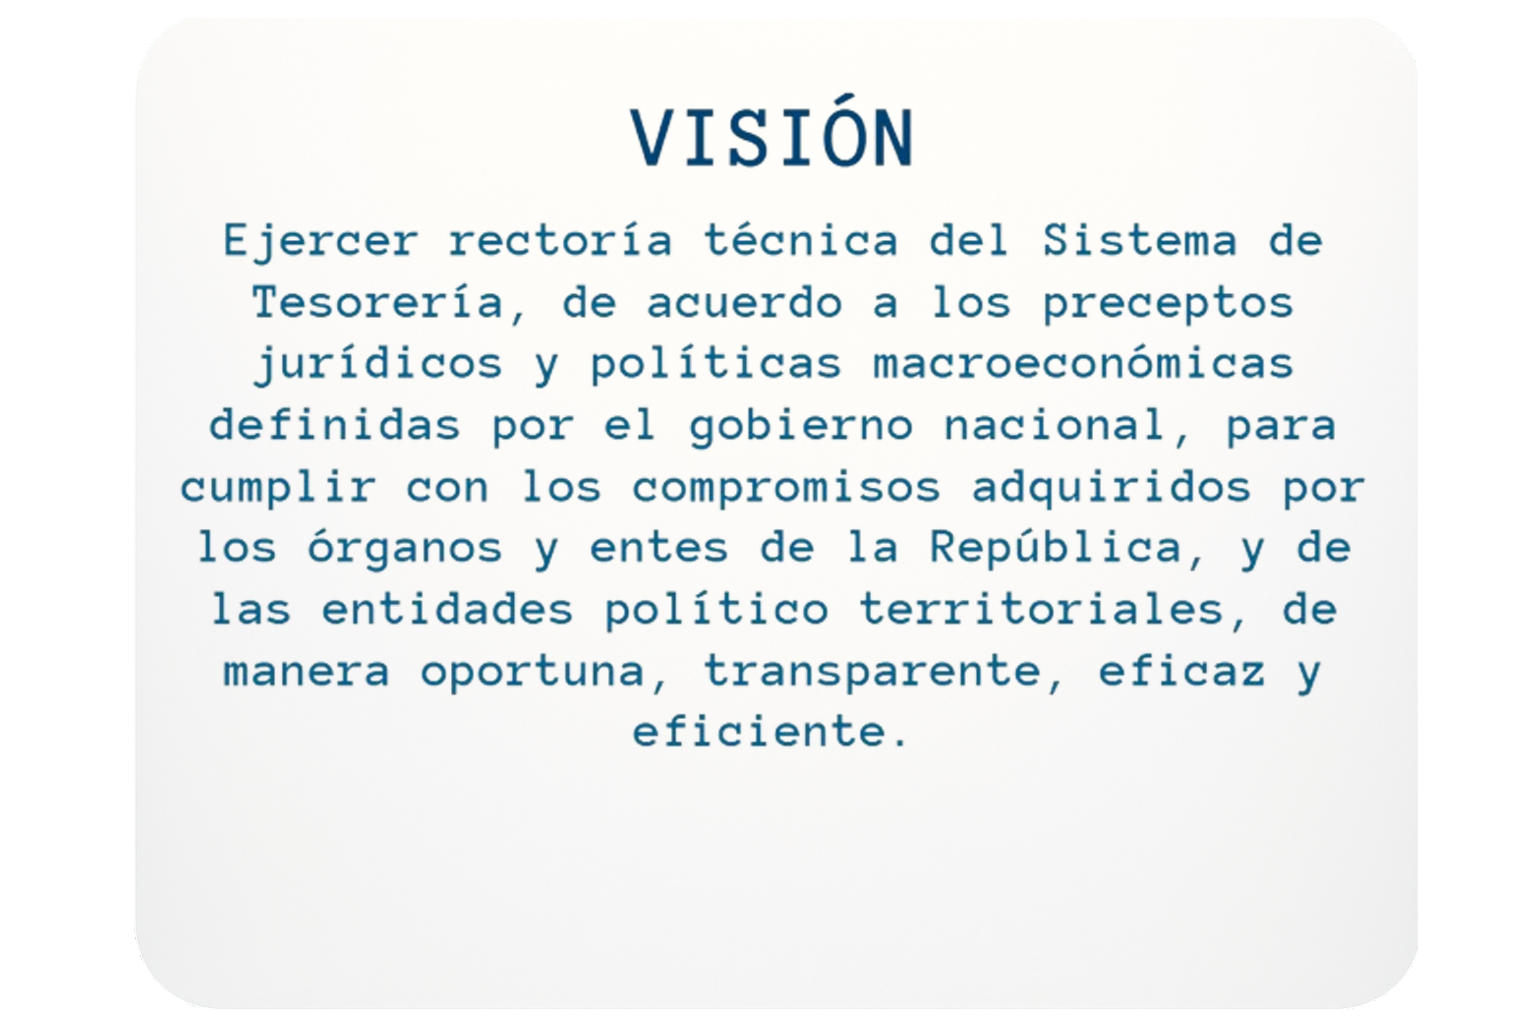 VISIÓN
Ejercer rectoría técnica del Sistema de
Tesorería, de acuerdo a los preceptos
jurídicos y políticas macroeconómicas
definidas por el gobierno nacional, para
cumplir con los compromisos adquiridos por
los órganos y entes de la República, y de
las entidades político territoriales, de
manera oportuna, transparente, eficaz y
eficiente.